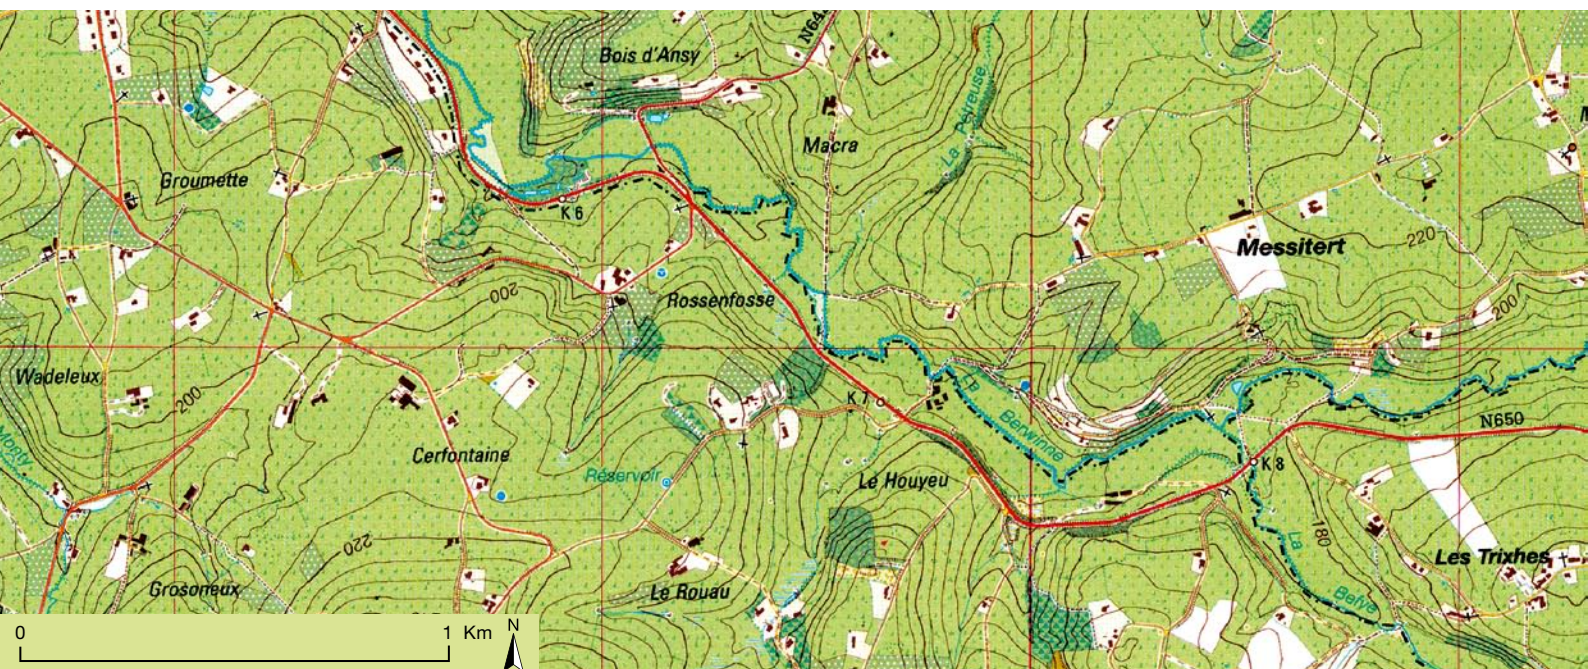 N64
Bois d'Ansy
La Pétreuse
Macra
Groumette
K 6
Messitert
220
200
Rossenfosse
200
Wadeleux
200
K 7
La
Berwinne
N650
Cerfontaine
Réservoir
Le Houyeu
K 8
220
La
180
Les Trixhes
Grosoneux
Le Rouau
Befve
0
1 Km
N